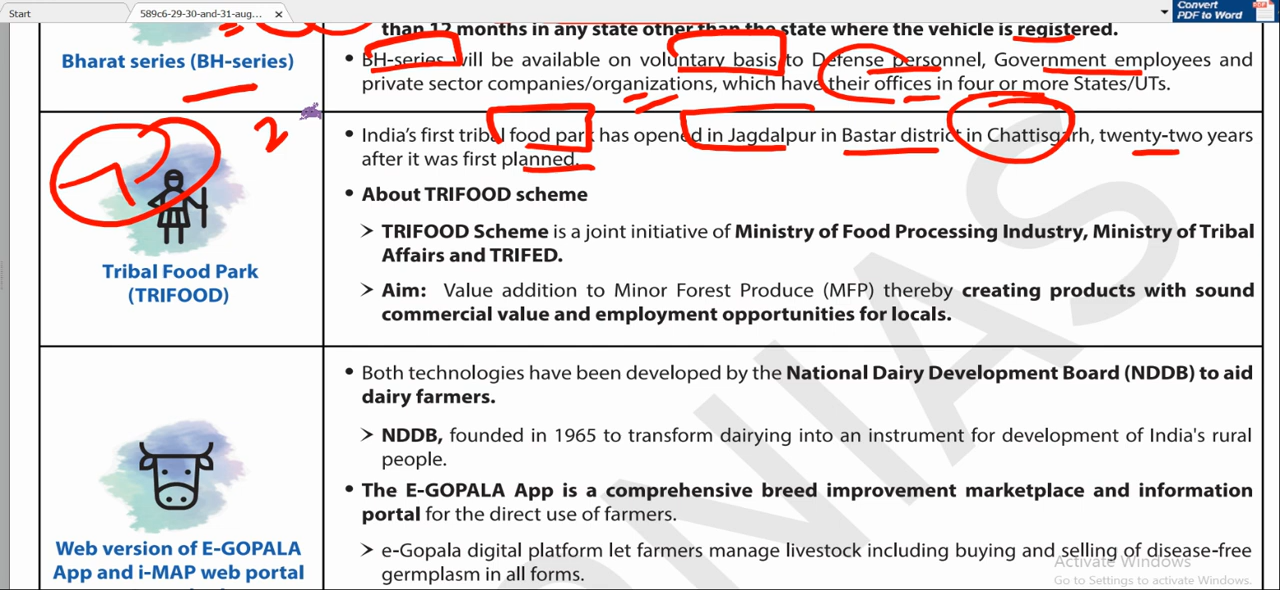 Start
589c6-29-30-and-31-aug...
Convert
PDF to Word
than 12 months in any state other than the state where the vehicle is registered.
Bharat series (BH-series)
• BH-series will be available on voluntary basis to Defense personnel, Government employees and
private sector companies/organizations, which have their offices in four or more States/UTs.
2
• India's first tribal food park has opened in Jagdalpur in Bastar district in Chattisgarh, twenty-two years
after it was first planned.
• About TRIFOOD scheme
➢ TRIFOOD Scheme is a joint initiative of Ministry of Food Processing Industry, Ministry of Tribal
Affairs and TRIFED.
Tribal Food Park
(TRIFOOD)
➢ Aim: Value addition to Minor Forest Produce (MFP) thereby creating products with sound
commercial value and employment opportunities for locals.
• Both technologies have been developed by the National Dairy Development Board (NDDB) to aid
dairy farmers.
➢ NDDB, founded in 1965 to transform dairying into an instrument for development of India's rural
people.
• The E-GOPALA App is a comprehensive breed improvement marketplace and information
portal for the direct use of farmers.
Web version of E-GOPALA
App and i-MAP web portal
➢ e-Gopala digital platform let farmers manage livestock including buying and selling of disease-free
germplasm in all forms.
Activate Windows
Go to Settings to activate Windows.